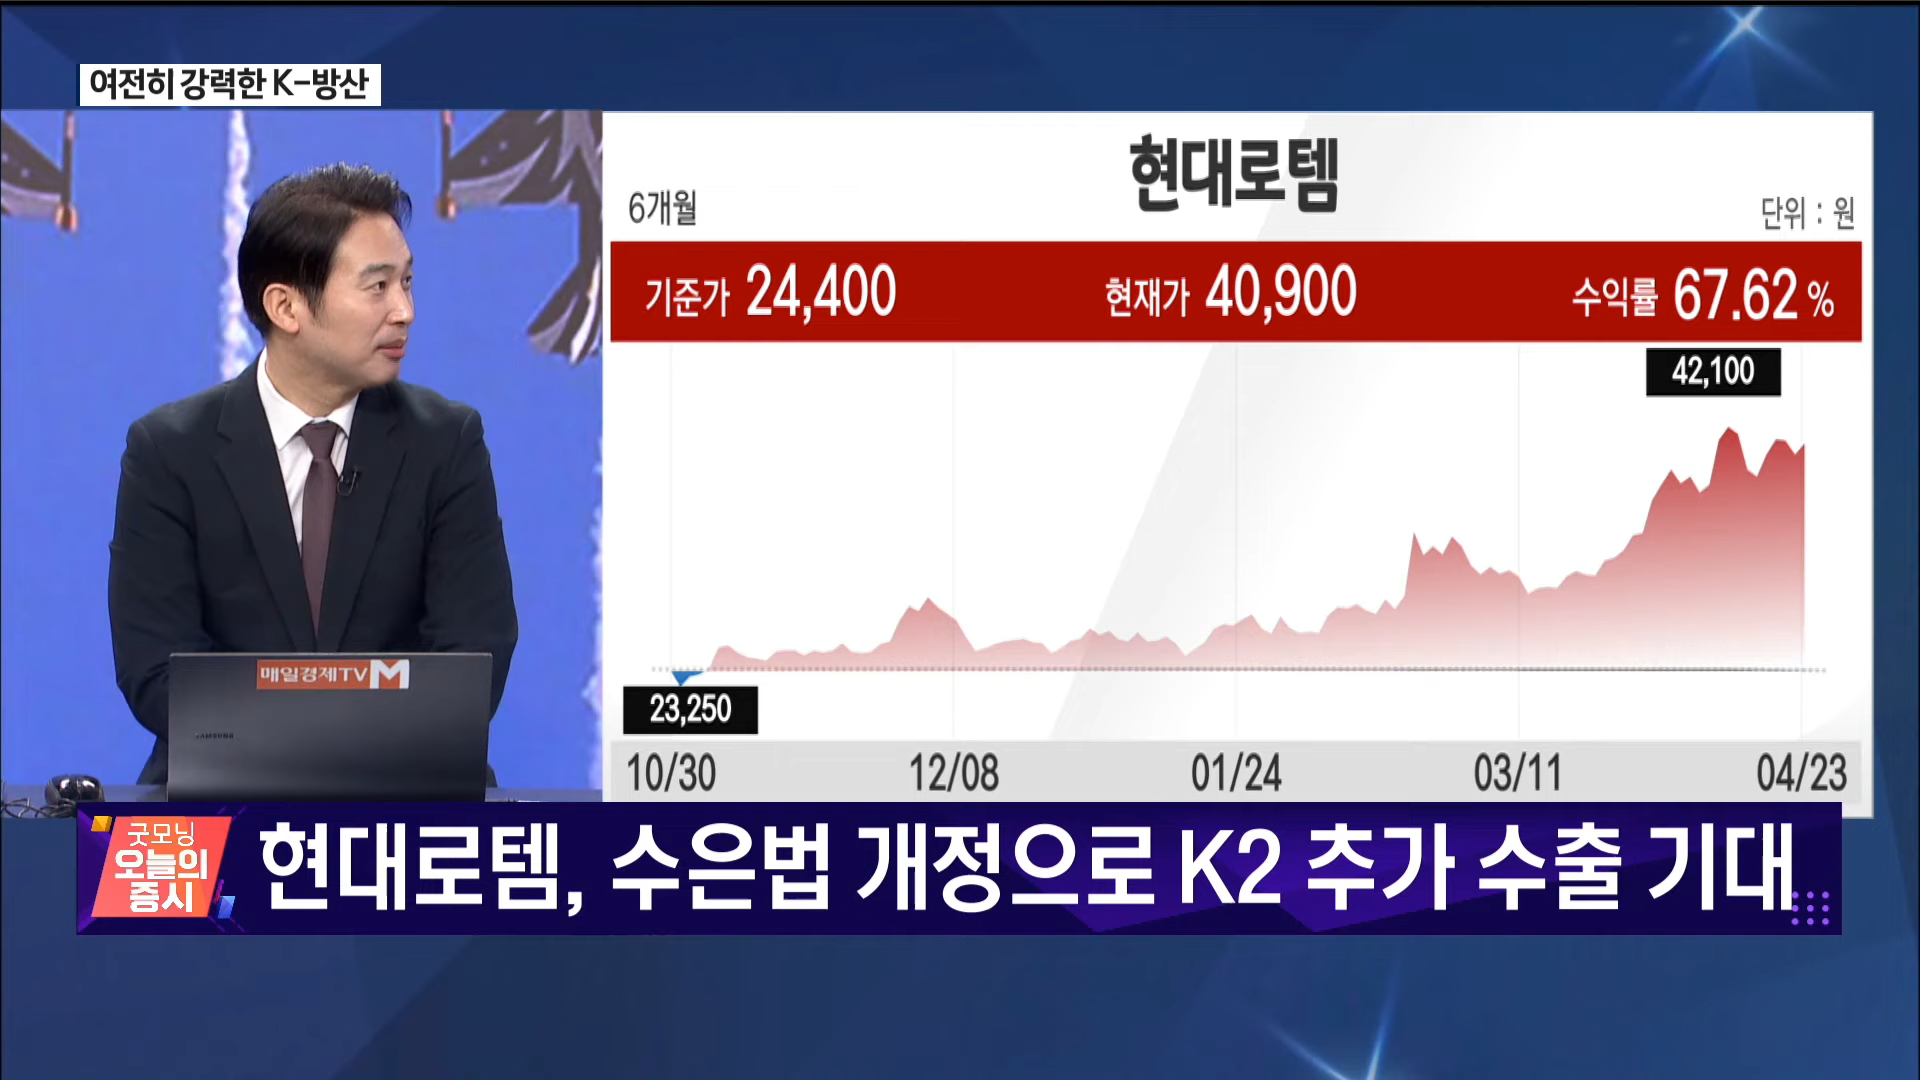 여전히 강력한 K-방산
현대로템
6개월
단위 : 원
기준가 24,400 현재가 40,900 수익률 67.62 %
42,100
23,250
10/30 12/08 01/24 03/11 04/23
매일경제TV M
SAMSUNG
굿모닝
오늘의
증시
현대로템, 수은법 개정으로 K2 추가 수출 기대